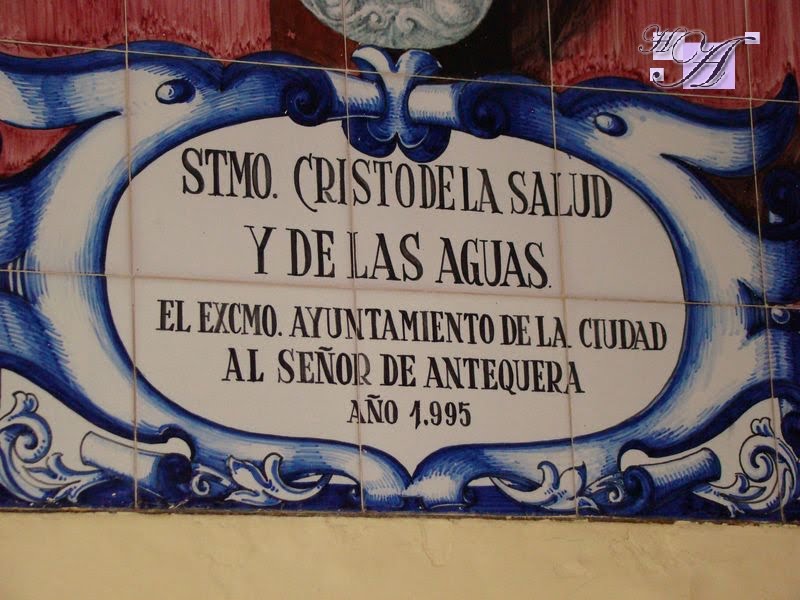 HA
STMO. CRISTO DE LA SALUD
Y DE LAS AGUAS.
EL EXCMO. AYUNTAMIENTO DE LA CIUDAD
AL SEÑOR DE ANTEQUERA
AÑO 1.995